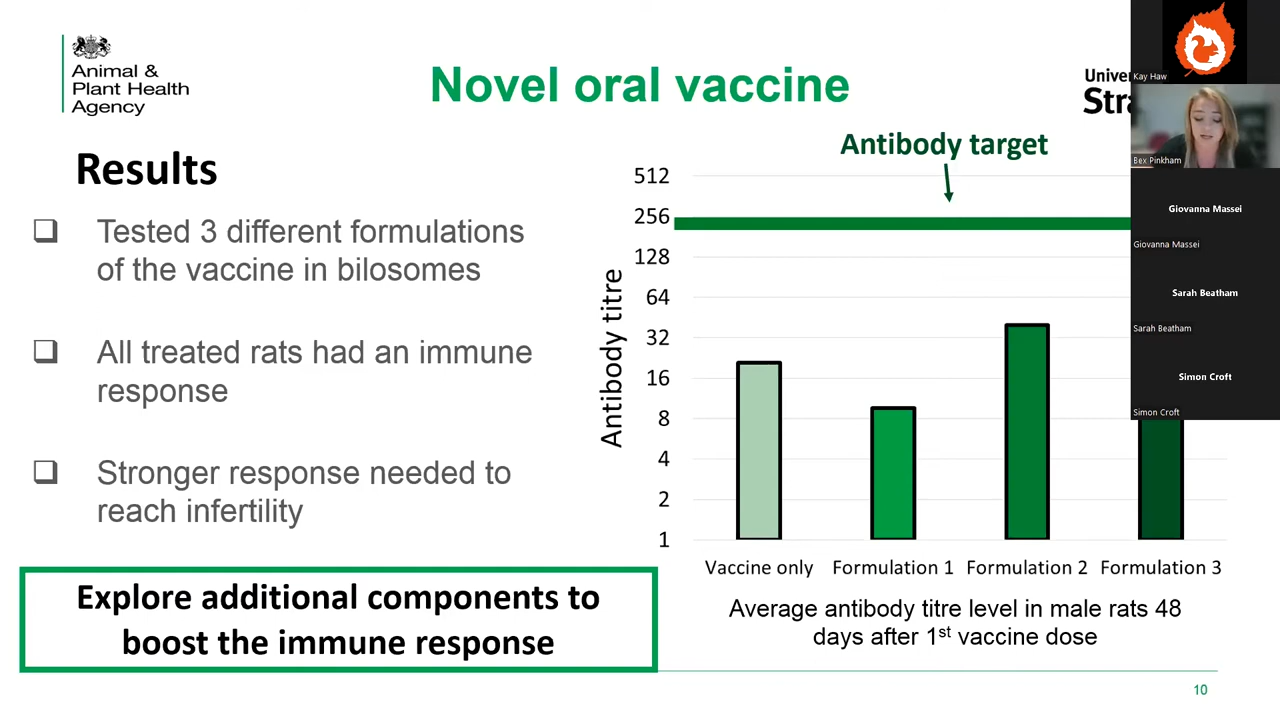 Animal &
Plant Health
Agency
Novel oral vaccine
Results
Tested 3 different formulations
of the vaccine in bilosomes
All treated rats had an immune
response
Stronger response needed to
reach infertility
Explore additional components to
boost the immune response
Antibody target
Antibody titre
512
256
128
64
32
16
8
4
2
1
Vaccine only
Formulation 1
Formulation 2
Formulation 3
Average antibody titre level in male rats 48
days after 1st vaccine dose
10
Kay Haw
Bex Pinkham
Giovanna Massei
Giovanna Massei
Sarah Beatham
Sarah Beatham
Simon Croft
Simon Croft